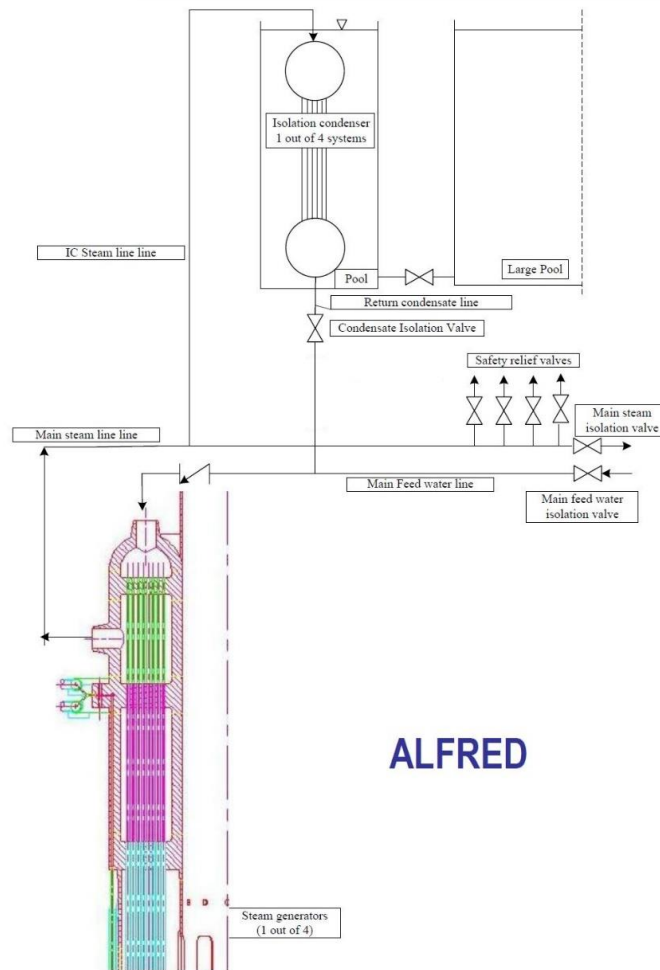 Isolation condenser
1 out of 4 systems
IC Steam line line
Pool
Large Pool
Return condensate line
Condensate Isolation Valve
Safety relief valves
Main steam line line
Main steam
isolation valve
Main Feed water line
Main feed water
isolation valve
ALFRED
B D C
Steam generators
(1 out of 4)